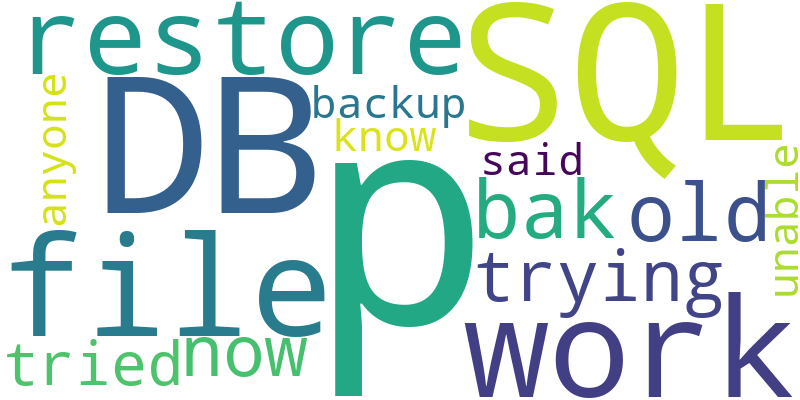 restore
SQL
DB
backup
anyone
know
said
p
bak
old
unable
file
trying
work
tried
now